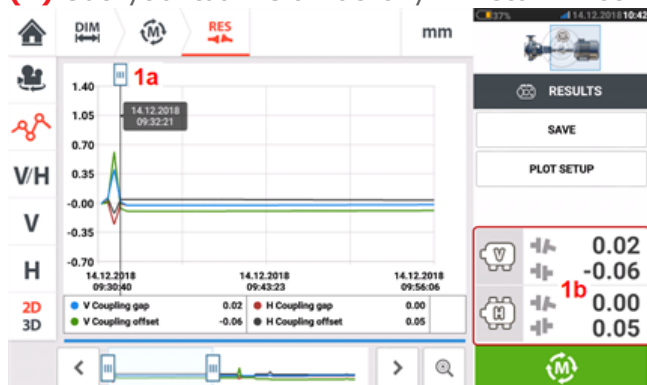 37%
14.12.2018 10:42
DIM
M
RES
mm
1a
RESULTS
1.40
14.12.2018
09:32:21
1.05
SAVE
0.70
PLOT SETUP
V/H
0.35
-0.00
V
-0.35
H
-0.70
14.12.2018
09:30:40
14.12.2018
09:43:23
14.12.2018
09:56:06
V
0.02
-0.06
1b
H
0.00
0.05
2D
3D
V Coupling gap 0.02 H Coupling gap 0.00
V Coupling offset -0.06 H Coupling offset 0.05
M